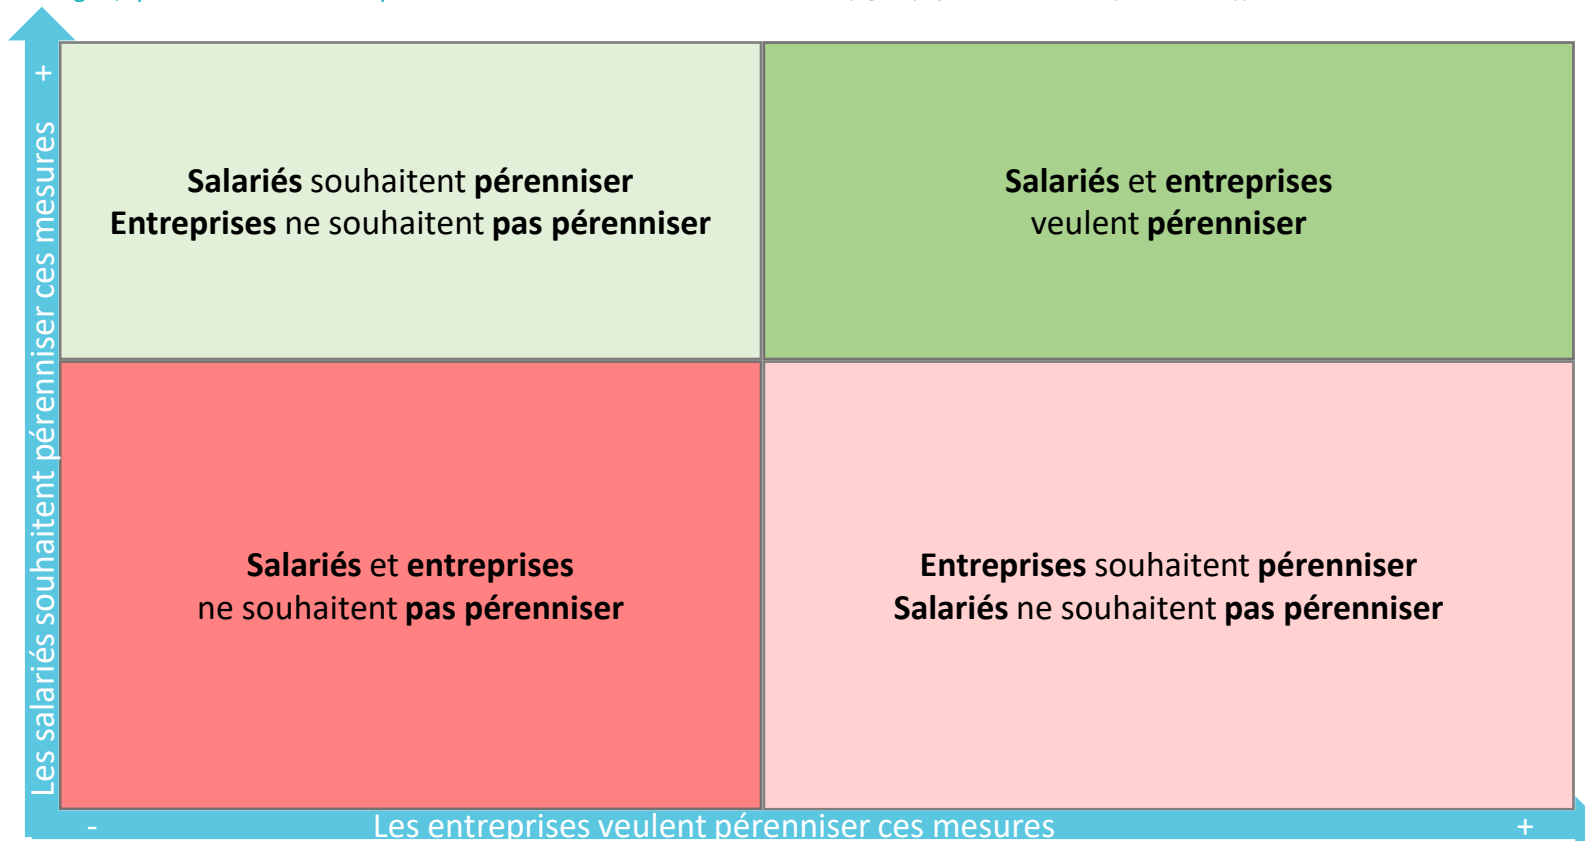 +
Les salariés souhaitent pérenniser ces mesures
Salariés souhaitent pérenniser
Entreprises ne souhaitent pas pérenniser
Salariés et entreprises
veulent pérenniser
Salariés et entreprises
ne souhaitent pas pérenniser
Entreprises souhaitent pérenniser
Salariés ne souhaitent pas pérenniser
- Les entreprises veulent pérenniser ces mesures +